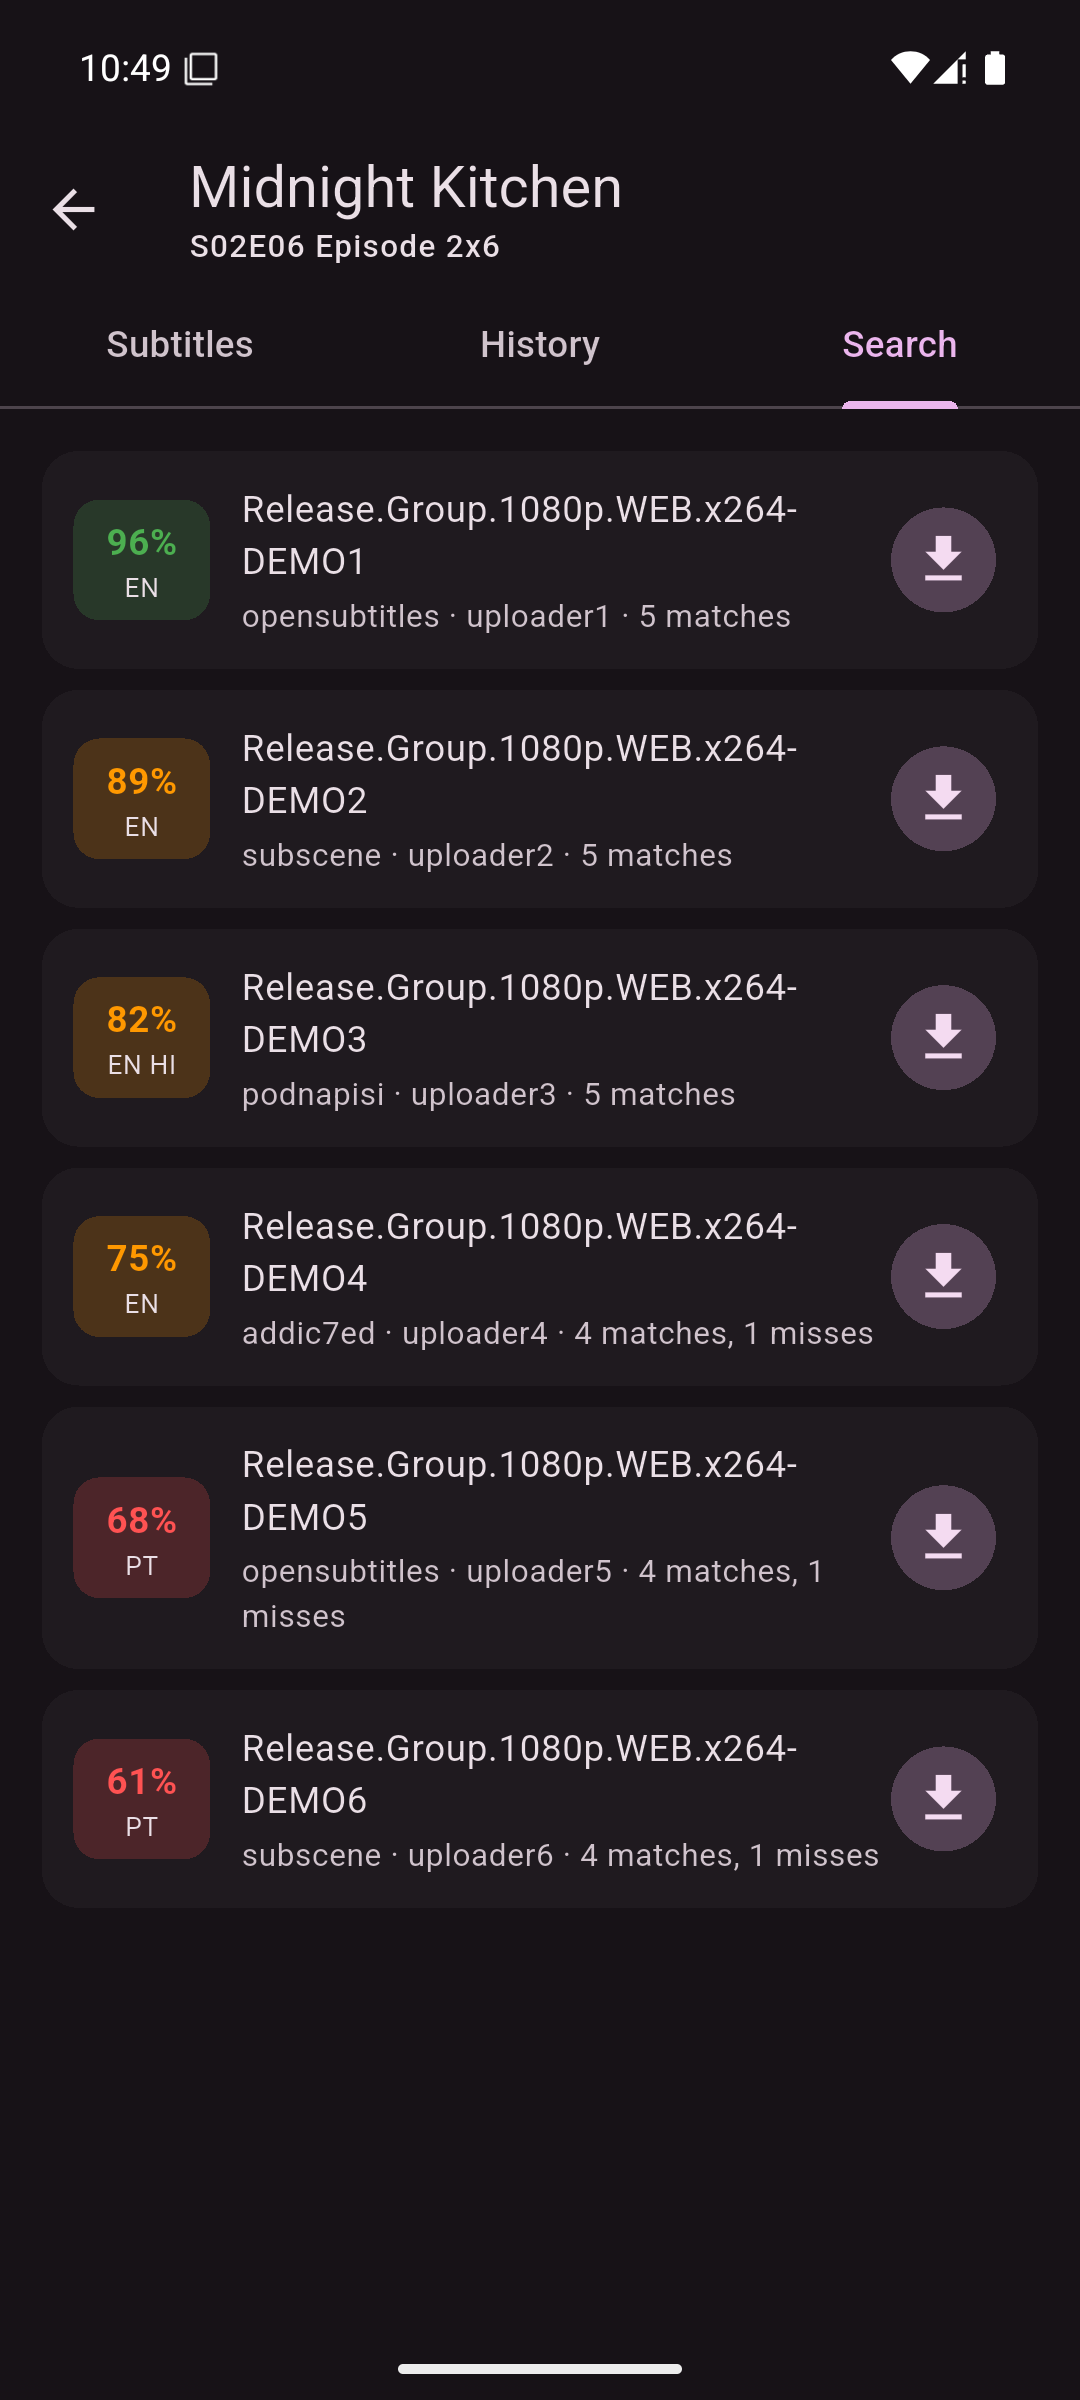 10:49
Midnight Kitchen
S02E06 Episode 2x6
Subtitles
History
Search
96%
EN
Release.Group.1080p.WEB.x264-
DEMO1
opensubtitles · uploader1 · 5 matches
89%
EN
Release.Group.1080p.WEB.x264-
DEMO2
subscene · uploader2 · 5 matches
82%
EN HI
Release.Group.1080p.WEB.x264-
DEMO3
podnapisi · uploader3 · 5 matches
75%
EN
Release.Group.1080p.WEB.x264-
DEMO4
addic7ed · uploader4 · 4 matches, 1 misses
68%
PT
Release.Group.1080p.WEB.x264-
DEMO5
opensubtitles · uploader5 · 4 matches, 1
misses
61%
PT
Release.Group.1080p.WEB.x264-
DEMO6
subscene · uploader6 · 4 matches, 1 misses